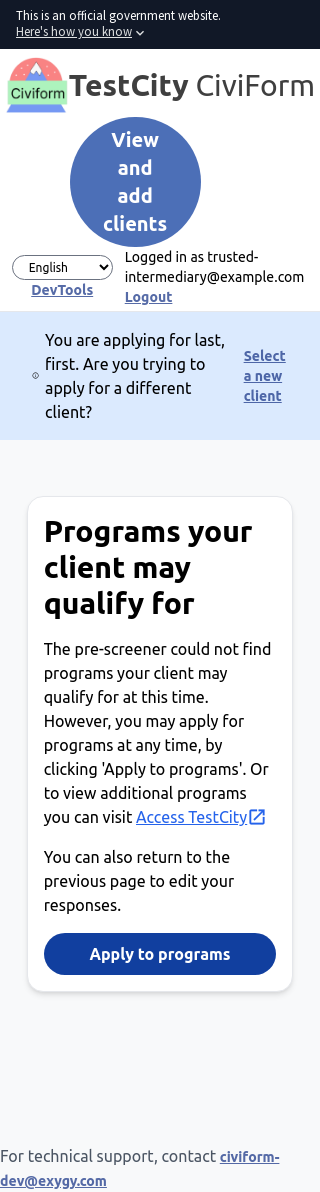 This is an official government website.
Here's how you know
Civiform
TestCity CiviForm
View
and
add
clients
English
DevTools
Logged in as trusted-
intermediary@example.com
Logout
You are applying for last,
first. Are you trying to
apply for a different
client?
Select
a new
client
Programs your
client may
qualify for
The pre-screener could not find
programs your client may
qualify for at this time.
However, you may apply for
programs at any time, by
clicking 'Apply to programs'. Or
to view additional programs
you can visit Access TestCity
You can also return to the
previous page to edit your
responses.
Apply to programs
For technical support, contact civiform-
dev@exygy.com